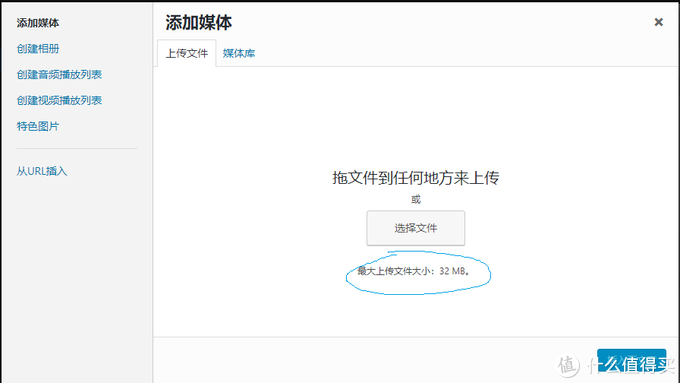 添加媒体
创建相册
创建音频播放列表
创建视频播放列表
特色图片
从URL插入
添加媒体
上传文件 媒体库
拖文件到任何地方来上传
或
选择文件
最大上传文件大小：32 MB。
值 什么值得买